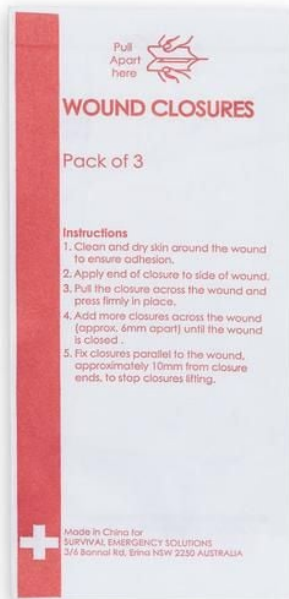 Pull
Apart
here
WOUND CLOSURES
Pack of 3
Instructions
1. Clean and dry skin around the wound
to ensure adhesion.
2. Apply end of closure to side of wound.
3. Pull the closure across the wound and
press firmly in place.
4. Add more closures across the wound
(approx. 6mm apart) until the wound
is closed .
5. Fix closures parallel to the wound,
approximately 10mm from closure
ends, to stop closures lifting.
Made in China for
SURVIVAL EMERGENCY SOLUTIONS
3/6 Bonnal Rd, Erina NSW 2250 AUSTRALIA